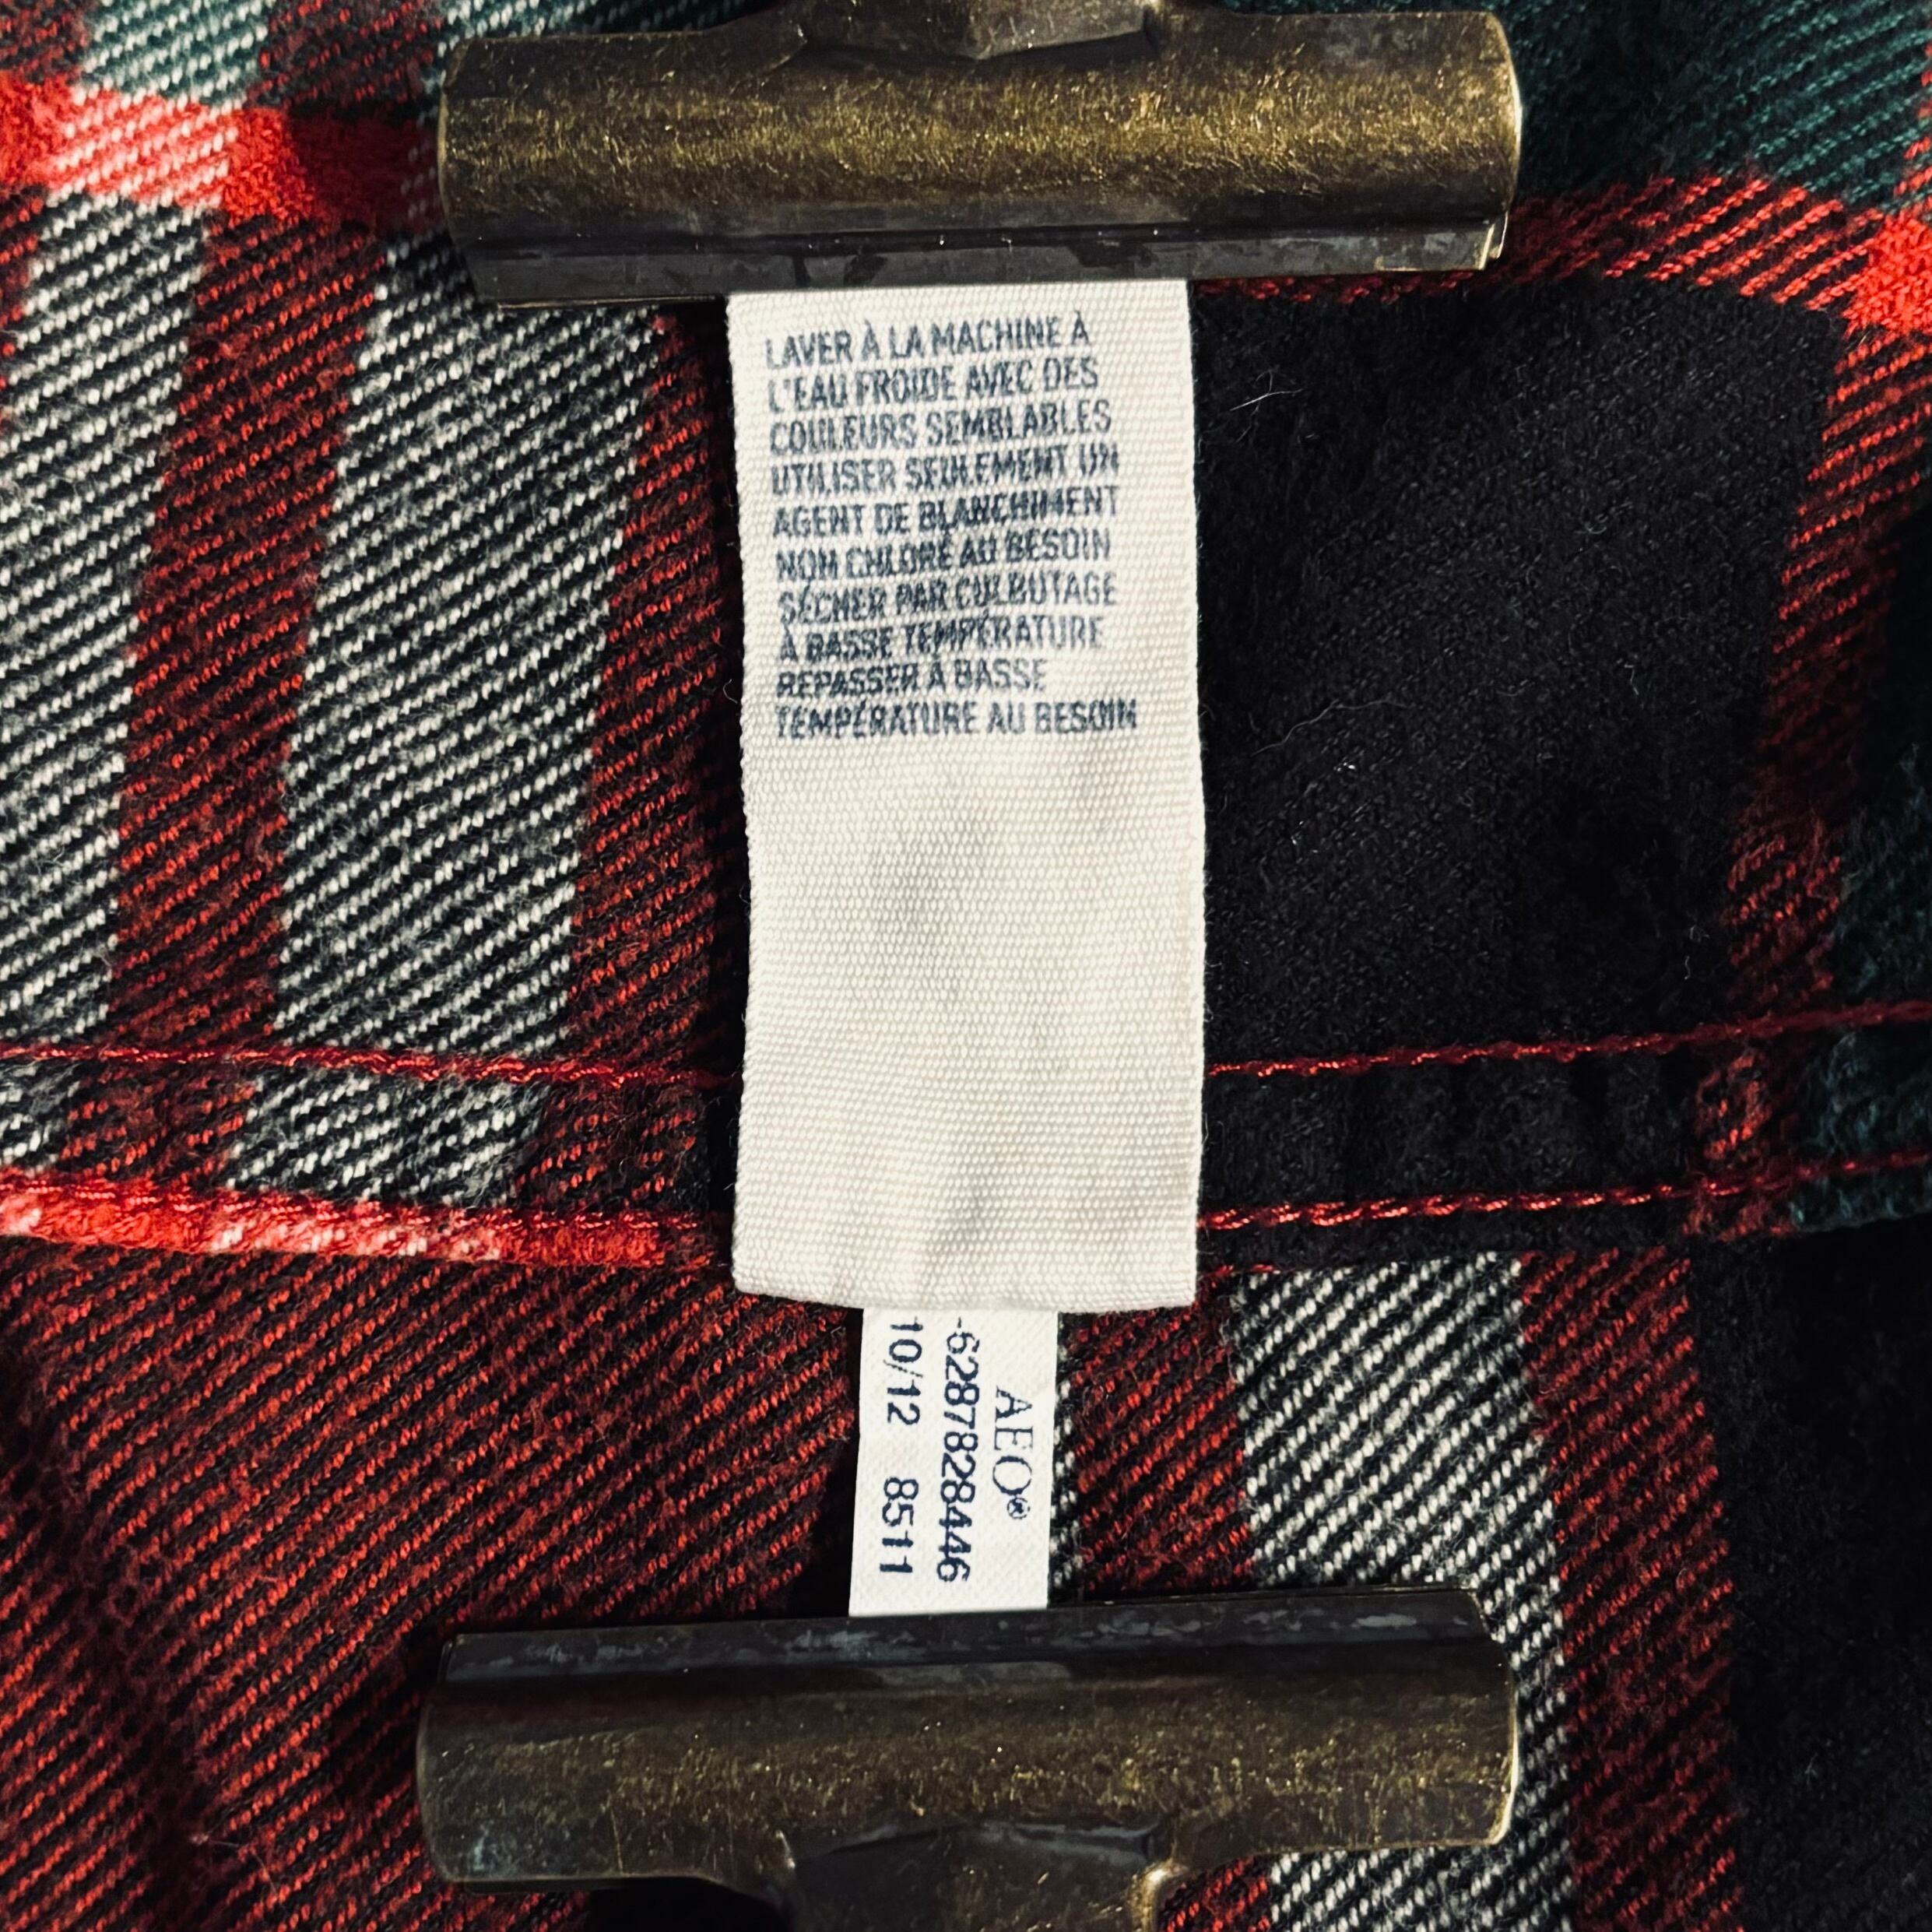 LAVER À LA MACHINE À
L'EAU FROIDE AVEC DES
COULEURS SEMBLABLES
UTILISER SEULEMENT UN
AGENT DE BLANCHIMENT
NON CHLORÉ AU BESOIN
SÉCHER PAR CULBUTAGE
À BASSE TEMPÉRATURE
REPASSER À BASSE
TEMPÉRATURE AU BESOIN
AEO®
-6287828446
10/12 8511